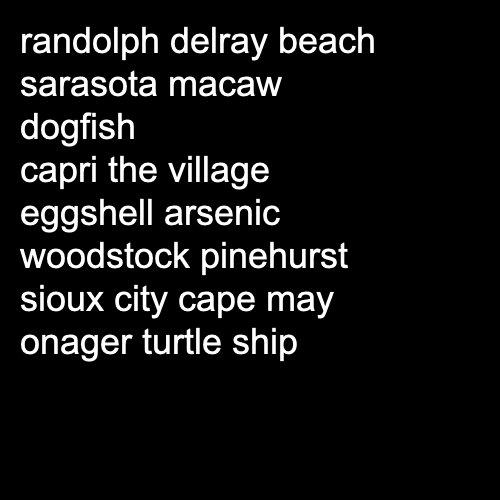 randolph delray beach
sarasota macaw
dogfish
capri the village
eggshell arsenic
woodstock pinehurst
sioux city cape may
onager turtle ship